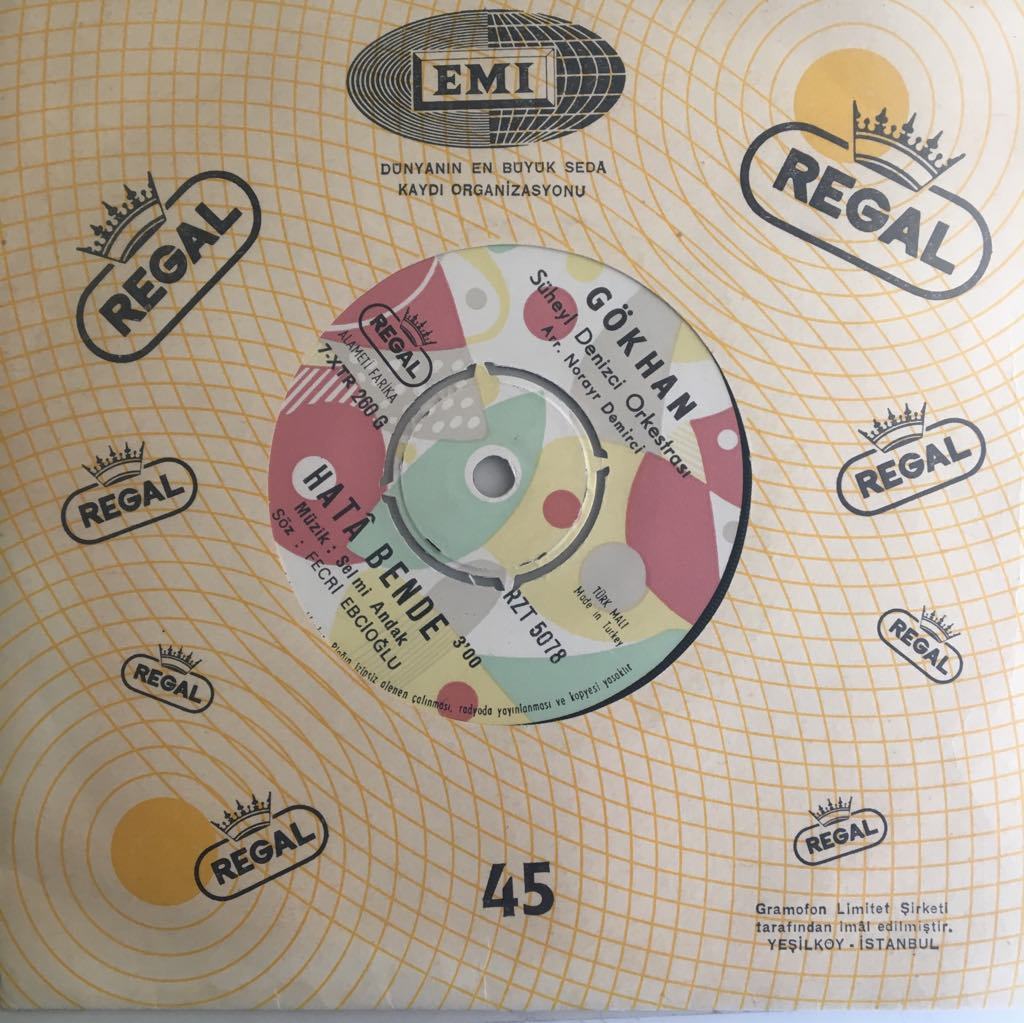 EMI
DÜNYANIN EN BÜYÜK SEDA
KAYDI ORGANİZASYONU
REGAL
REGAL
GÖKHAN
Süheyl Denizci Orkestrası
Arr. Norayr Demirci
REGAL
ALAMETİ FARİKA
7-XTR 260 G
HATÂ BENDE 3'00
Müzik : Selmi Andak
Söz : FECRİ EBCİOĞLU
RZT 5078
TÜRK MALI
Made in Turkey
Plağın izinsiz alenen çalınması, radyoda yayınlanması ve kopyesi yasaktır
REGAL
REGAL
REGAL
REGAL
REGAL
REGAL
45
Gramofon Limitet Şirketi
tarafından imâl edilmiştir.
YEŞİLKÖY - İSTANBUL